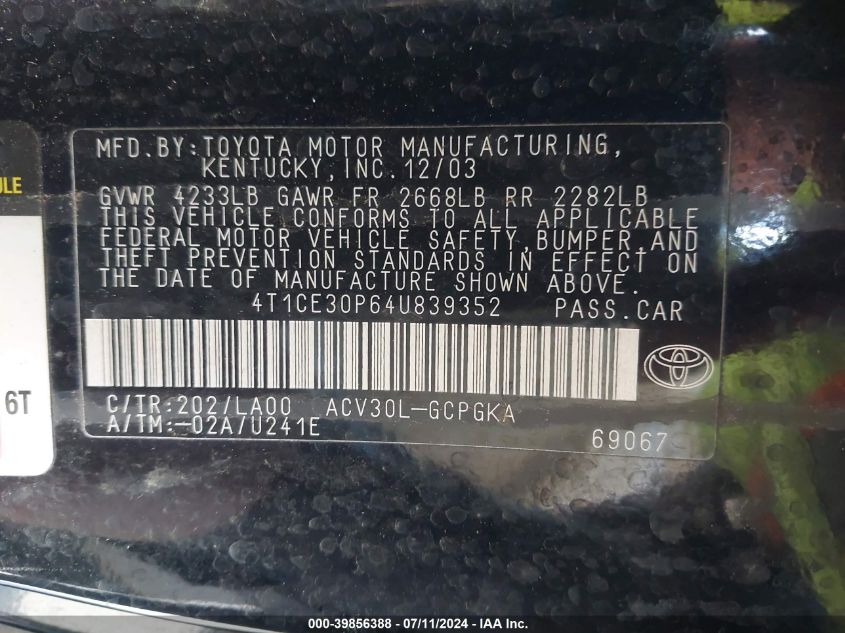 MFD.BY:TOYOTA MOTOR MANUFACTURING,
KENTUCKY,INC.12/03
GVWR 4233LB GAWR FR 2668LB RR 2282LB
THIS VEHICLE CONFORMS TO ALL APPLICABLE
FEDERAL MOTOR VEHICLE SAFETY,BUMPER,AND
THEFT PREVENTION STANDARDS IN EFFECT ON
THE DATE OF MANUFACTURE SHOWN ABOVE.
4T1CE30P64U839352 PASS.CAR
C/TR:202/LA00 ACV30L-GCPGKA
A/TM:-02A/U241E
69067
6T
000-39856388 - 07/11/2024 - IAA Inc.